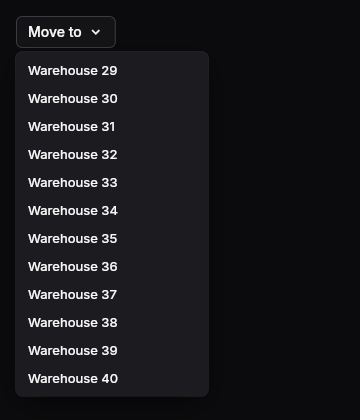 Move to
Warehouse 29
Warehouse 30
Warehouse 31
Warehouse 32
Warehouse 33
Warehouse 34
Warehouse 35
Warehouse 36
Warehouse 37
Warehouse 38
Warehouse 39
Warehouse 40